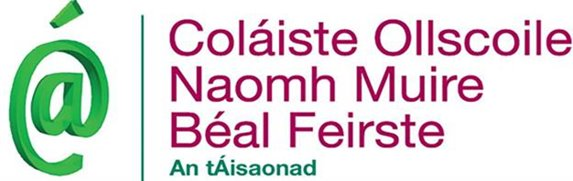 á
Coláiste Ollscoile
Naomh Muire
Béal Feirste
An tÁisaonad